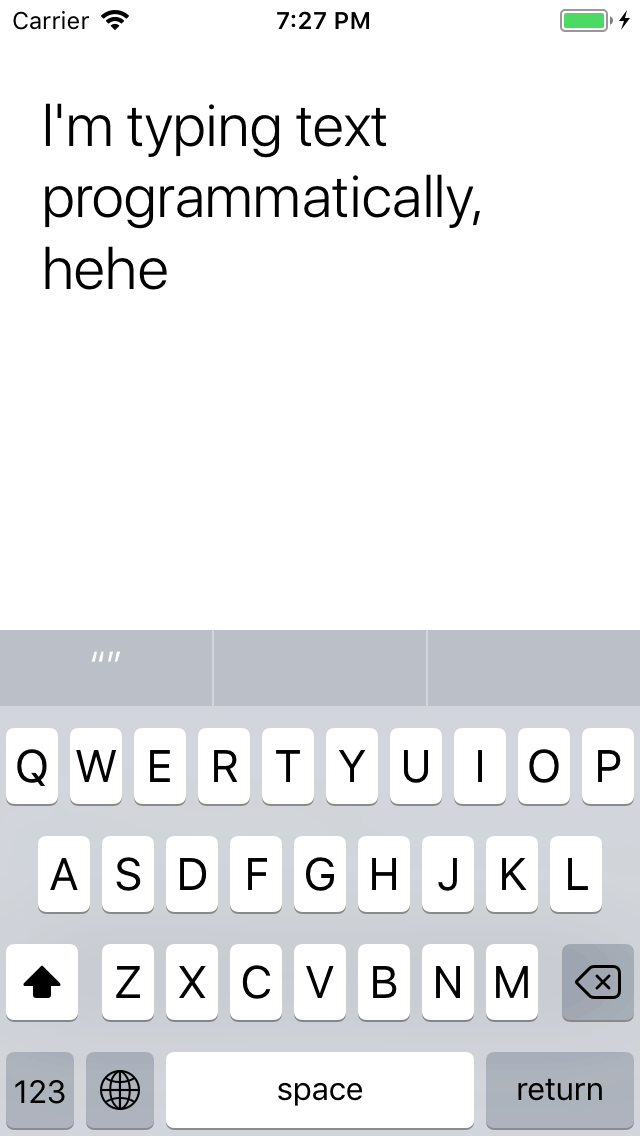 Carrier 7:27 PM
I'm typing text
programmatically,
hehe
“”
Q W E R T Y U I O P
A S D F G H J K L
Z X C V B N M
123 space return